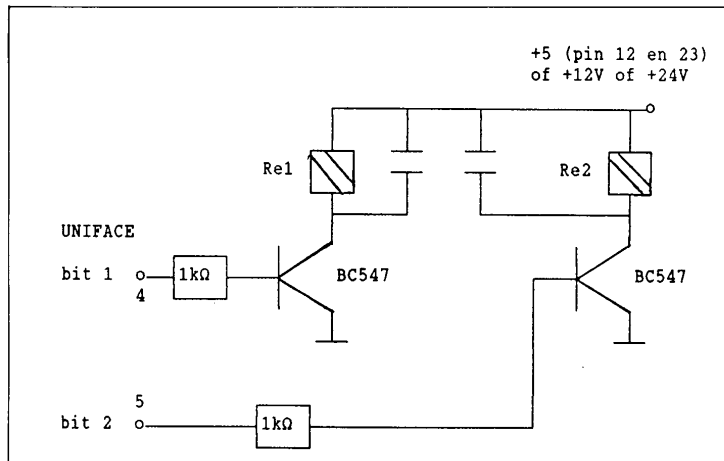 +5 (pin 12 en 23)
of +12V of +24V
Re1
Re2
UNIFACE
bit 1
4
1kΩ
BC547
BC547
5
bit 2
1kΩ